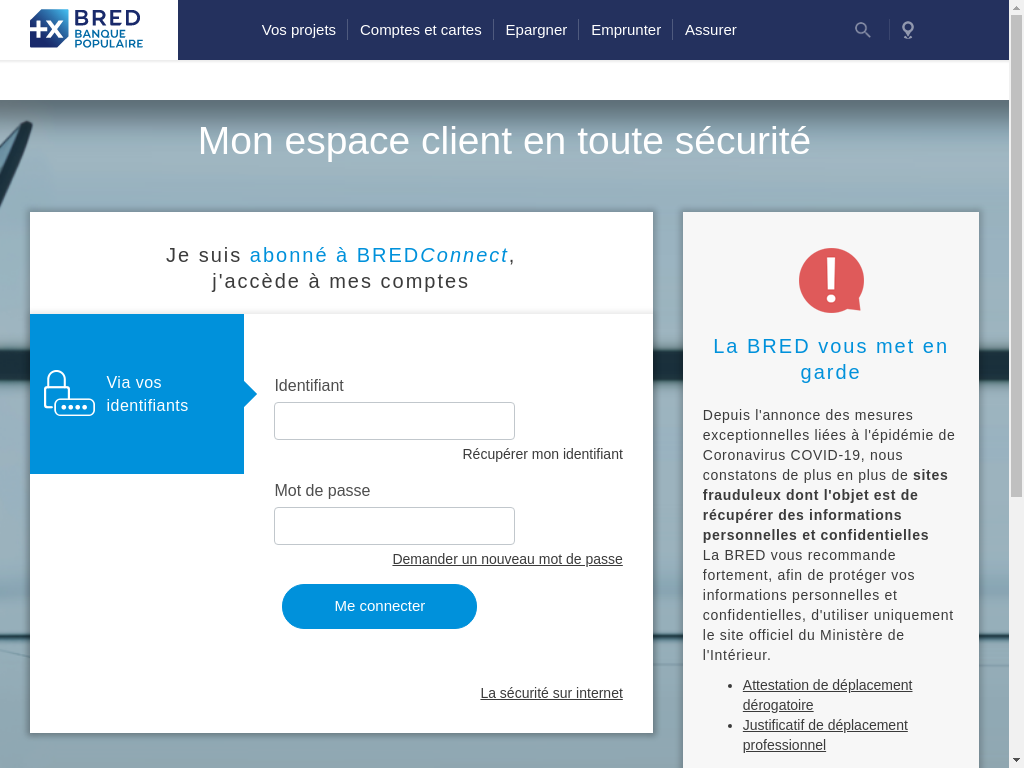 BRED
BANQUE
POPULAIRE
Vos projets
Comptes et cartes
Epargner
Emprunter
Assurer
Mon espace client en toute sécurité
Je suis abonné à BREDConnect,
j'accède à mes comptes
Via vos
identifiants
Identifiant
Récupérer mon identifiant
Mot de passe
Demander un nouveau mot de passe
Me connecter
La sécurité sur internet
La BRED vous met en
garde
Depuis l'annonce des mesures
exceptionnelles liées à l'épidémie de
Coronavirus COVID-19, nous
constatons de plus en plus de sites
frauduleux dont l'objet est de
récupérer des informations
personnelles et confidentielles
La BRED vous recommande
fortement, afin de protéger vos
informations personnelles et
confidentielles, d'utiliser uniquement
le site officiel du Ministère de
l'Intérieur.
• Attestation de déplacement
dérogatoire
• Justificatif de déplacement
professionnel